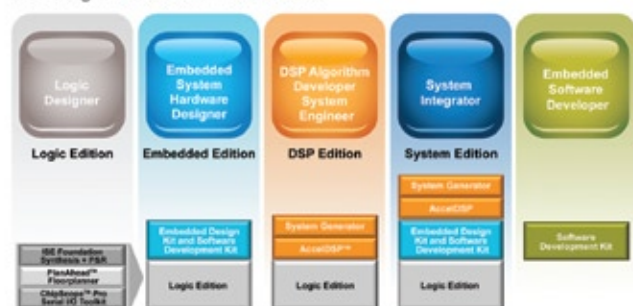 Logic
Designer
Logic Edition
ISE Foundation
Synthesis + P&R
PlanAhead™
Floorplanner
ChipScope™ Pro
Serial I/O Toolkit
Embedded
System
Hardware
Designer
Embedded Edition
Embedded Design
Kit and Software
Development Kit
Logic Edition
DSP Algorithm
Developer
System
Engineer
DSP Edition
System Generator
AccelDSP™
Logic Edition
System
Integrator
System Edition
System Generator
AccelDSP
Embedded Design
Kit and Software
Development Kit
Logic Edition
Embedded
Software
Developer
Software
Development Kit